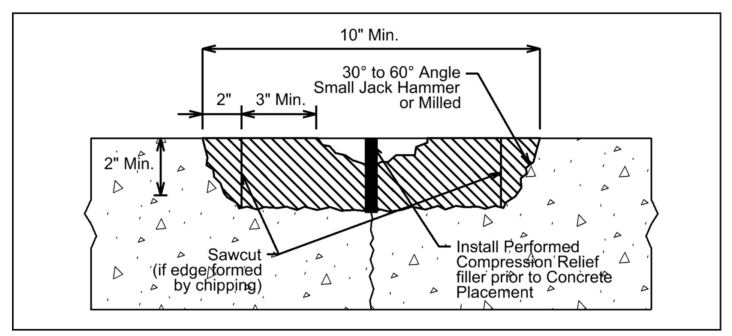 10" Min.
30° to 60° Angle
Small Jack Hammer
or Milled
2"
3" Min.
2" Min.
Sawcut
(if edge formed
by chipping)
Install Performed
Compression Relief
filler prior to Concrete
Placement